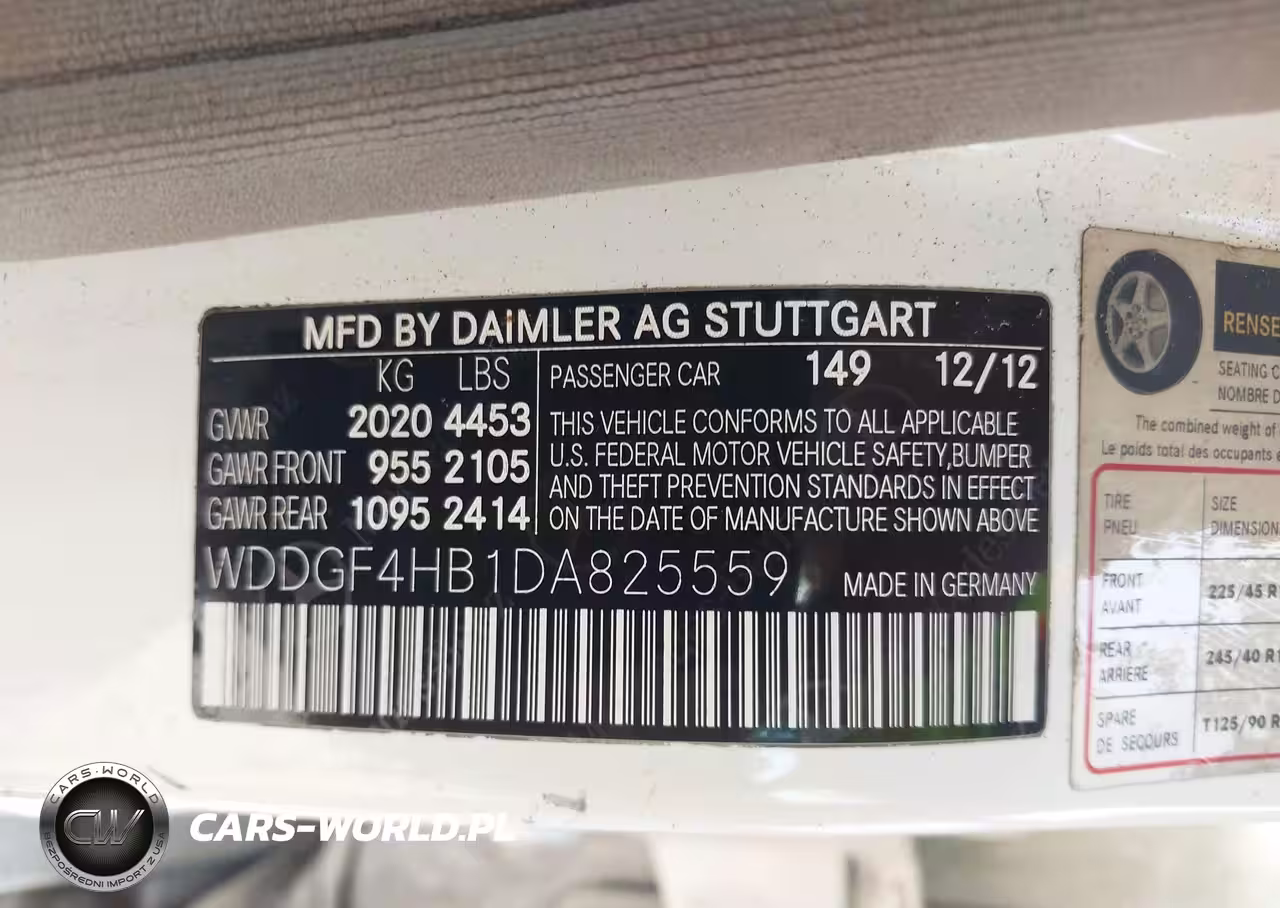 MFD BY DAIMLER AG STUTTGART
KG LBS
GVWR 2020 4453
GAWR FRONT 955 2105
GAWR REAR 1095 2414
PASSENGER CAR 149 12/12
THIS VEHICLE CONFORMS TO ALL APPLICABLE
U.S. FEDERAL MOTOR VEHICLE SAFETY,BUMPER
AND THEFT PREVENTION STANDARDS IN EFFECT
ON THE DATE OF MANUFACTURE SHOWN ABOVE
WDDGF4HB1DA825559 MADE IN GERMANY
RENSE
SEATING C
NOMBRE D
The combined weight of
Le poids total des occupants e
TIRE SIZE
PNEU DIMENSION
FRONT
AVANT
225/45 R
REAR
ARRIERE
245/40 R1
SPARE
DE SECOURS
T125/90 R
CARS-WORLD
CW
BEZPOŚREDNI IMPORT Z USA
CARS-WORLD.PL